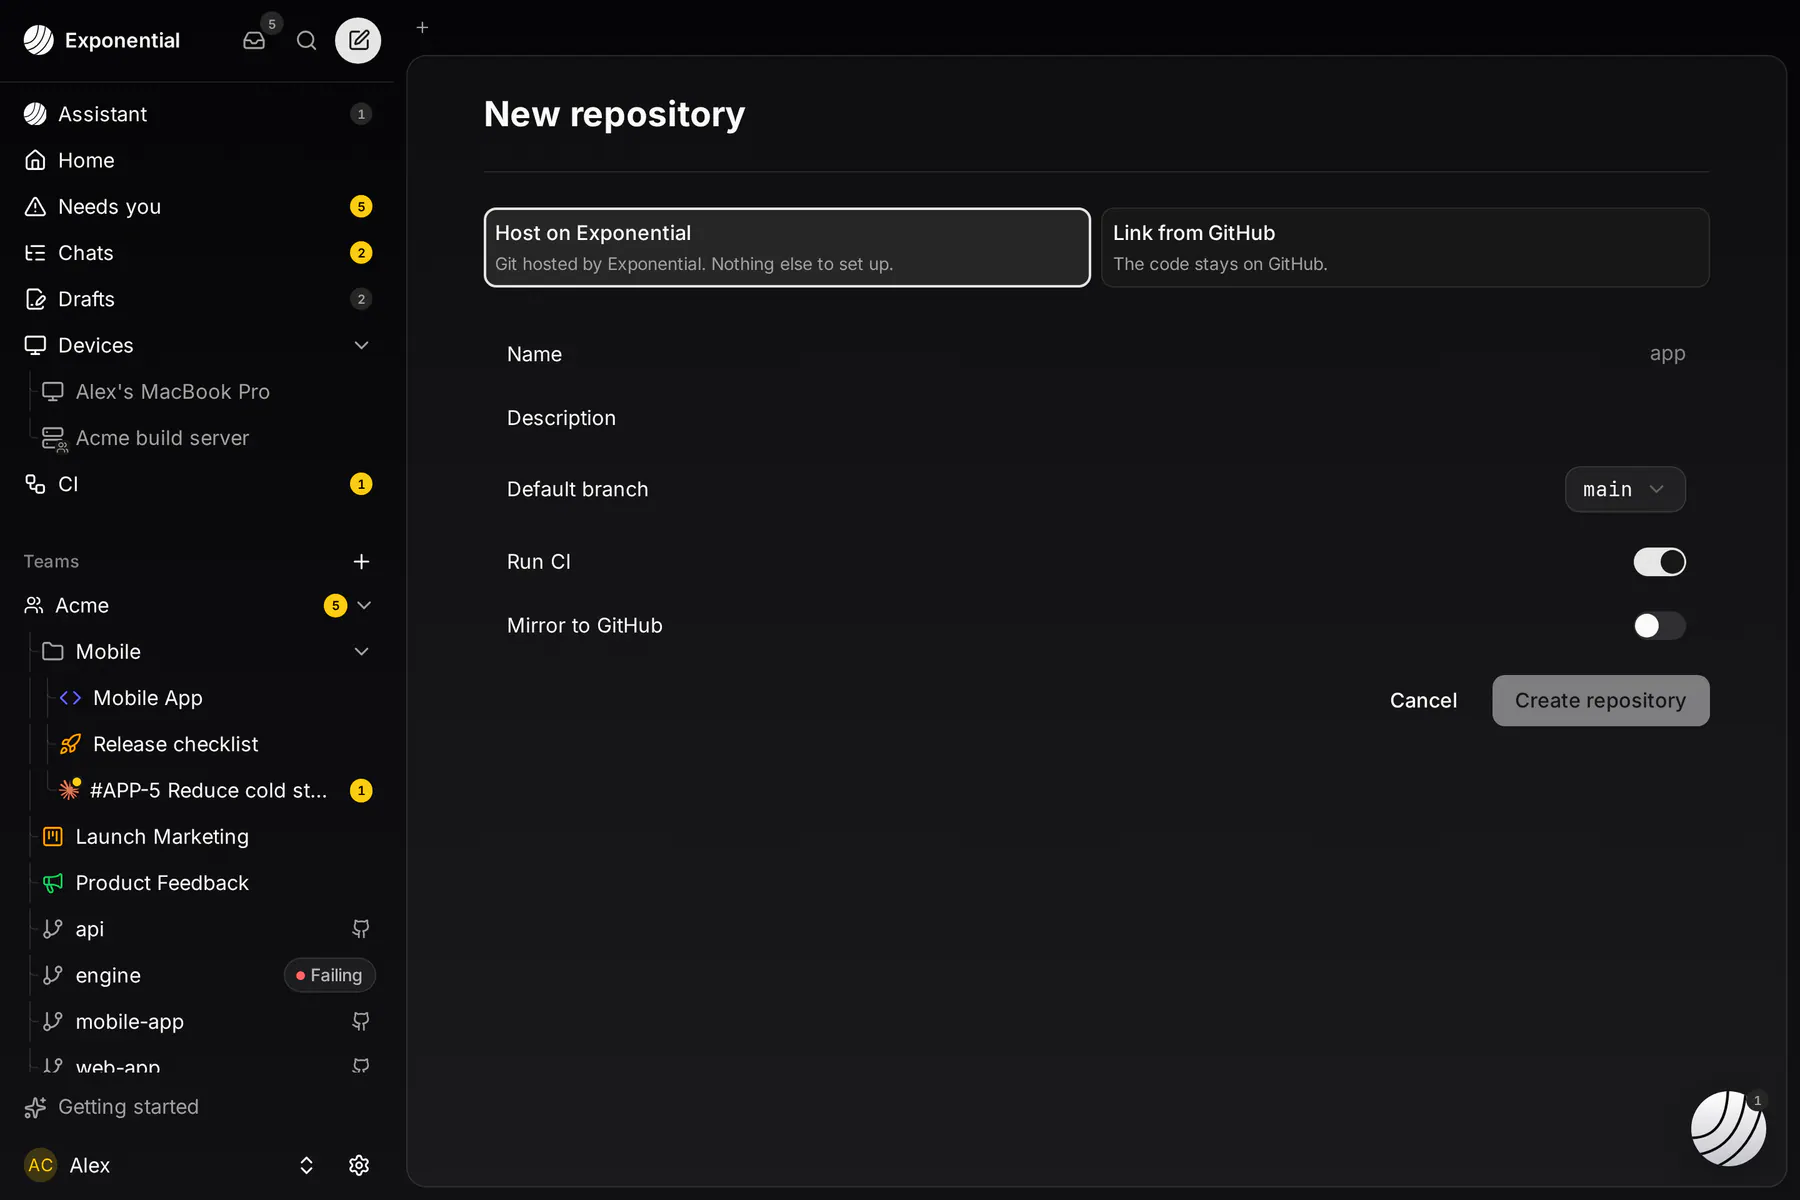 Exponential
5
Assistant
1
Home
Needs you
5
Chats
2
Drafts
2
Devices
Alex's MacBook Pro
Acme build server
CI
1
Teams
Acme
5
Mobile
Mobile App
Release checklist
#APP-5 Reduce cold st...
1
Launch Marketing
Product Feedback
api
engine
Failing
mobile-app
web-app
Getting started
AC
Alex
New repository
Host on Exponential
Git hosted by Exponential. Nothing else to set up.
Link from GitHub
The code stays on GitHub.
Name
app
Description
Default branch
main
Run CI
Mirror to GitHub
Cancel
Create repository
1